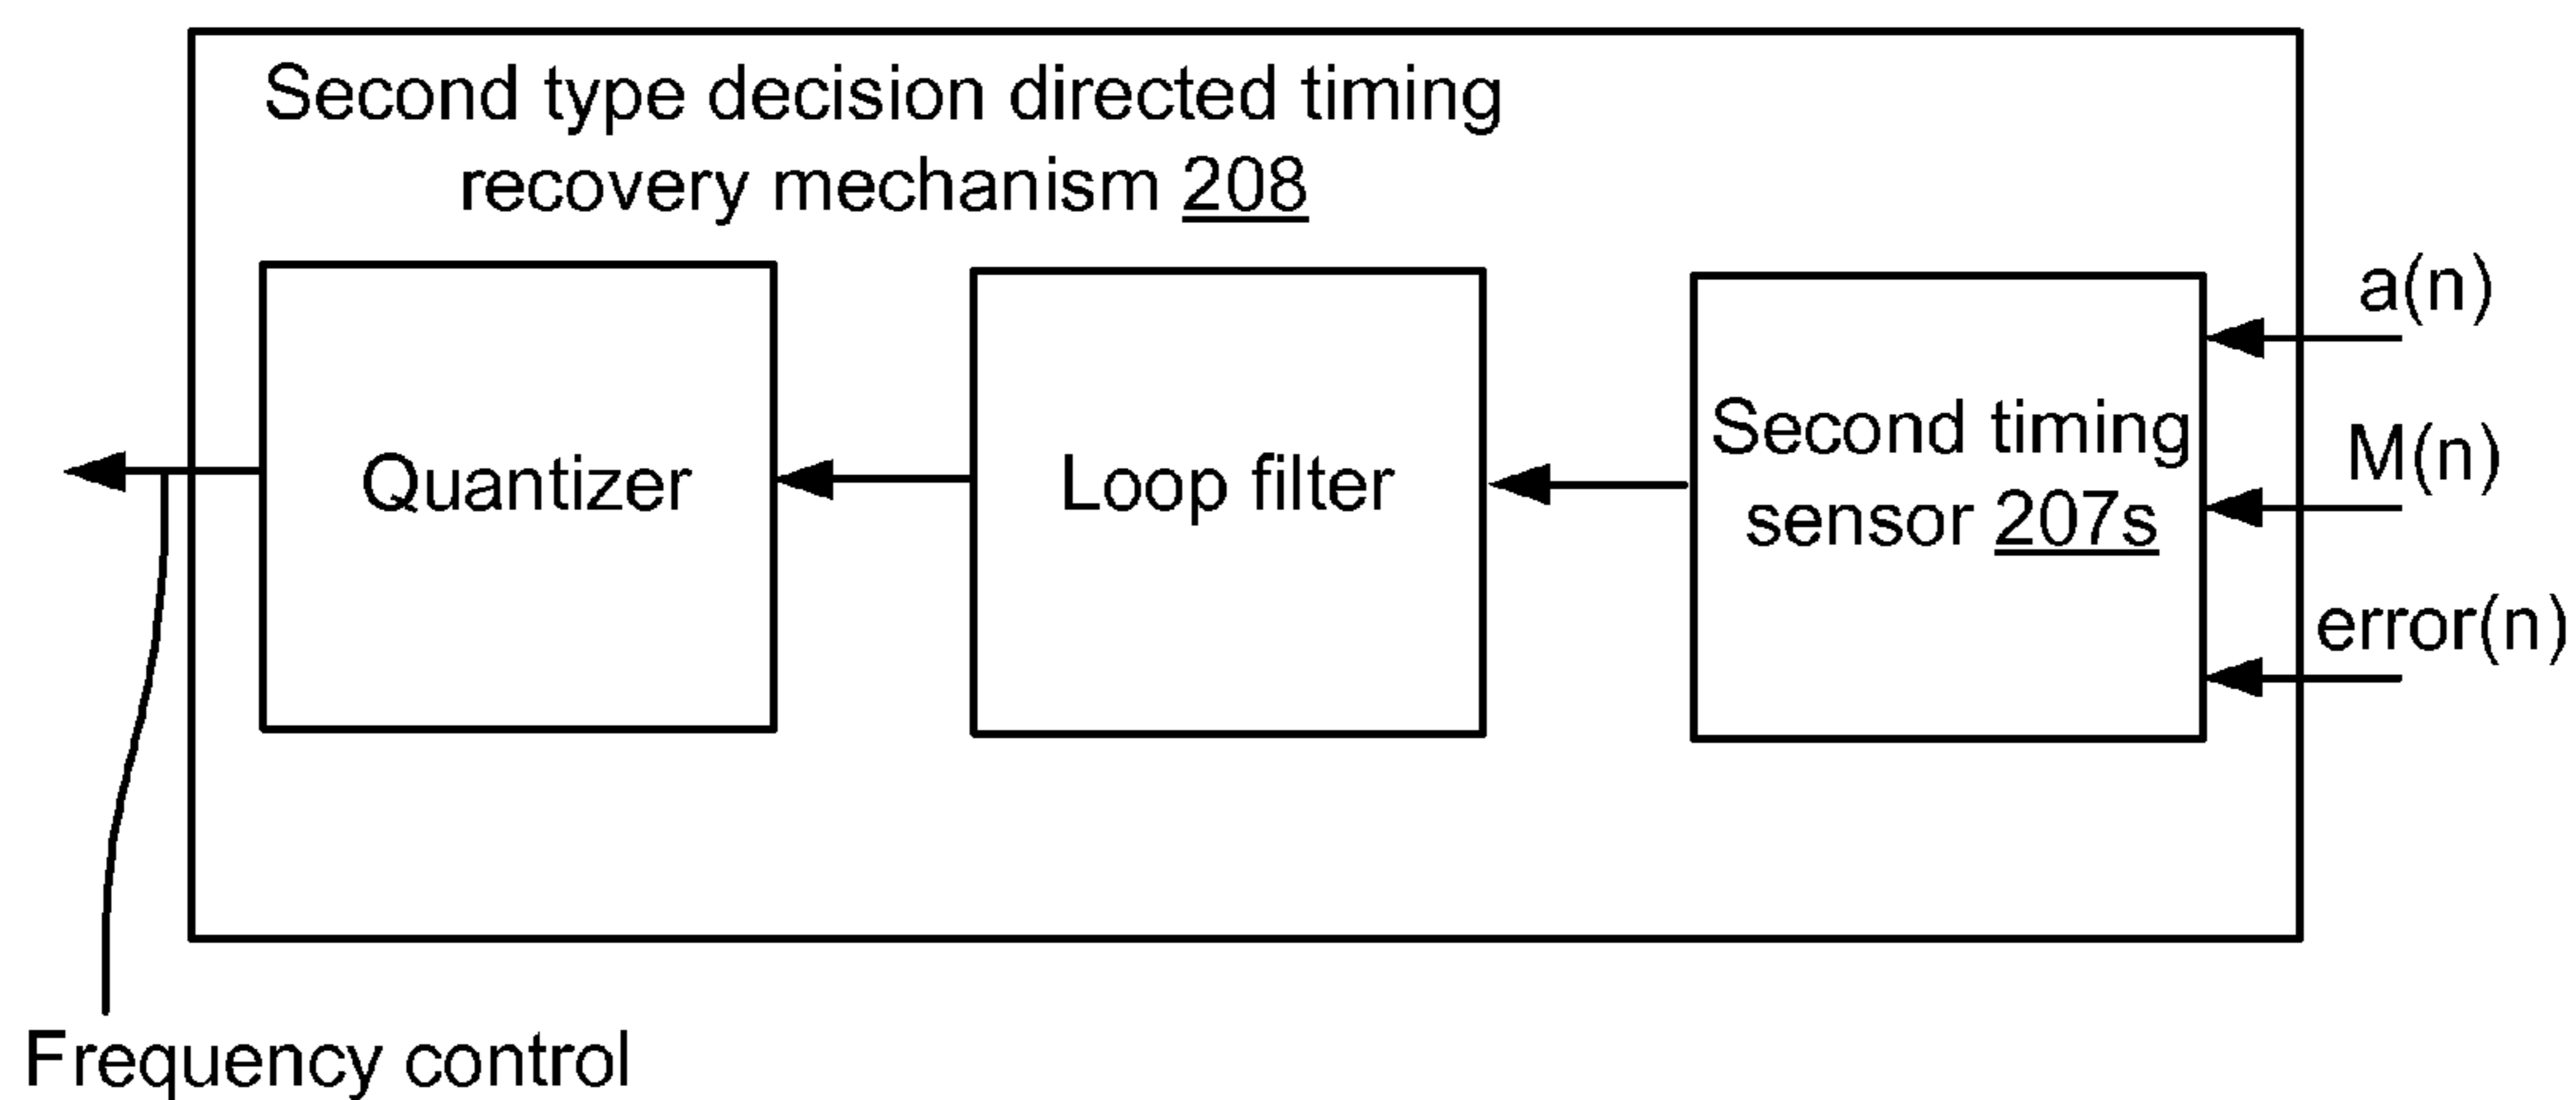 Second type decision directed timing
recovery mechanism 208
a(n)
M(n)
error(n)
Second timing
sensor 207s
Loop filter
Quantizer
Frequency control